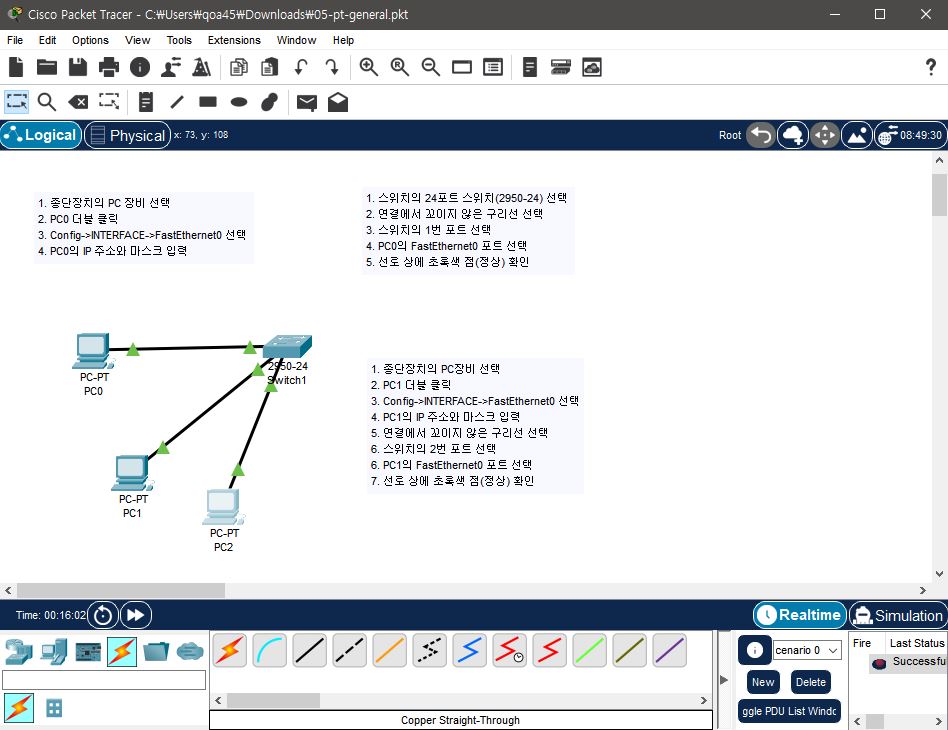 Cisco Packet Tracer - C:₩Users₩qoa45₩Downloads₩05-pt-general.pkt
File Edit Options View Tools Extensions Window Help
Logical Physical x: 73, y: 108 Root 08:49:30
1. 종단장치의 PC 장비 선택
2. PC0 더블 클릭
3. Config->INTERFACE->FastEthernet0 선택
4. PC0의 IP 주소와 마스크 입력
1. 스위치의 24포트 스위치(2950-24) 선택
2. 연결에서 꼬이지 않은 구리선 선택
3. 스위치의 1번 포트 선택
4. PC0의 FastEthernet0 포트 선택
5. 선로 상에 초록색 점(정상) 확인
PC-PT
PC0
2950-24
Switch1
1. 종단장치의 PC장비 선택
2. PC1 더블 클릭
3. Config->INTERFACE->FastEthernet0 선택
4. PC1의 IP 주소와 마스크 입력
5. 연결에서 꼬이지 않은 구리선 선택
6. 스위치의 2번 포트 선택
6. PC1의 FastEthernet0 포트 선택
7. 선로 상에 초록색 점(정상) 확인
PC-PT
PC1
PC-PT
PC2
Time: 00:16:02 Realtime Simulation
cenario 0
New Delete
ggle PDU List Windo
Fire Last Status
Successfu
Copper Straight-Through